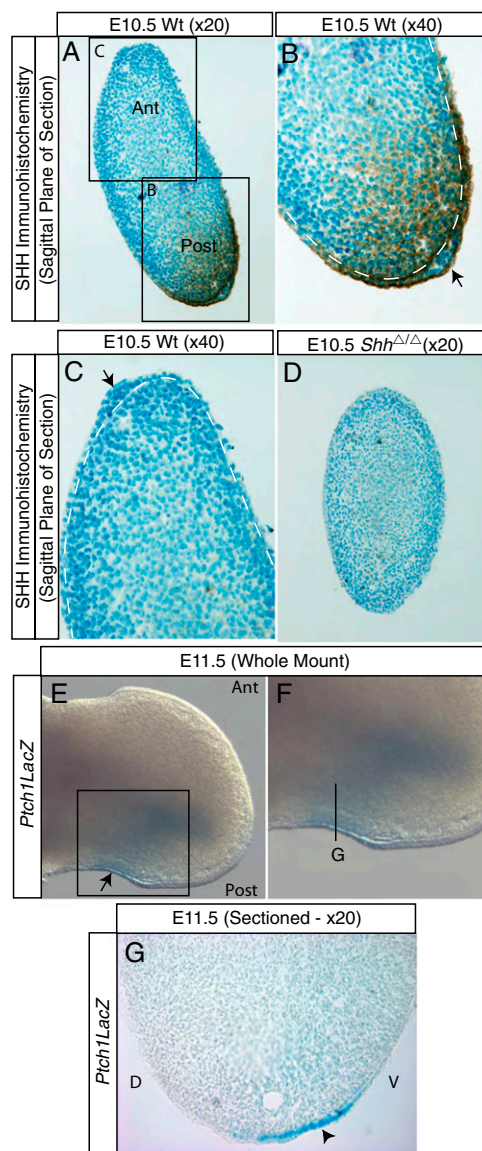 E10.5 Wt (x20)
E10.5 Wt (x40)
SHH Immunohistochemistry
(Sagittal Plane of Section)
A
C
Ant
B
Post
B
E10.5 Wt (x40)
E10.5 Shh△/△(x20)
SHH Immunohistochemistry
(Sagittal Plane of Section)
C
D
E11.5 (Whole Mount)
Ptch1LacZ
E
Ant
Post
F
G
E11.5 (Sectioned - x20)
Ptch1LacZ
G
D
V